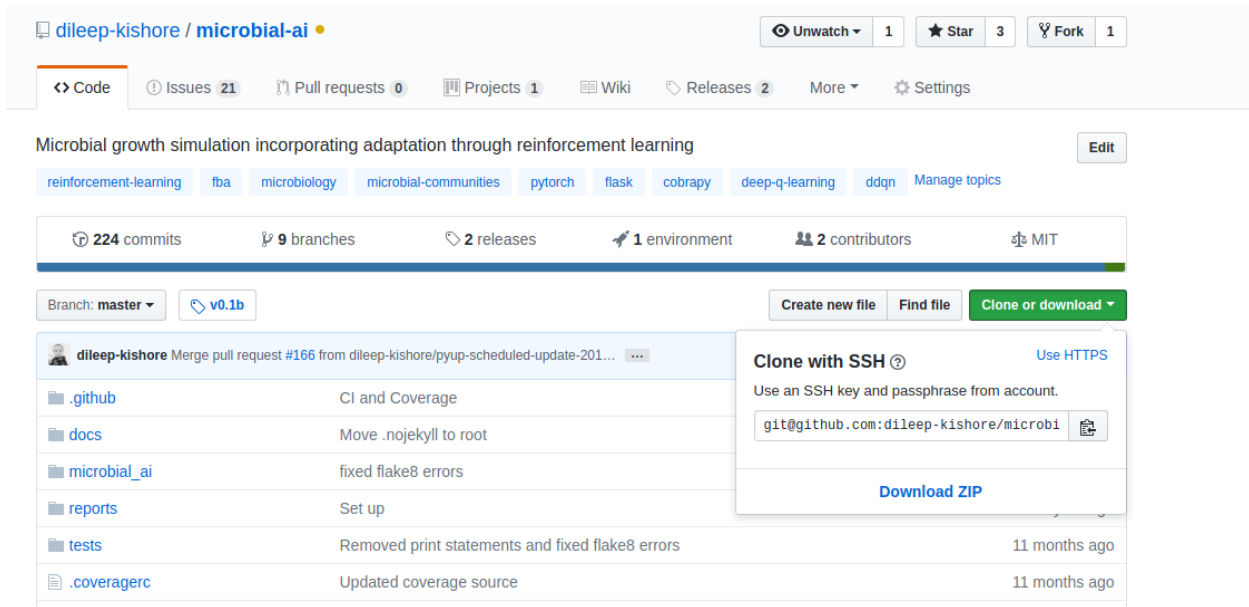 dileep-kishore / microbial-ai
Unwatch 1 Star 3 Fork 1
Code Issues 21 Pull requests 0 Projects 1 Wiki Releases 2 More Settings
Microbial growth simulation incorporating adaptation through reinforcement learning Edit
reinforcement-learning fba microbiology microbial-communities pytorch flask cobrapy deep-q-learning ddqn Manage topics
224 commits 9 branches 2 releases 1 environment 2 contributors MIT
Branch: master v0.1b Create new file Find file Clone or download
dileep-kishore Merge pull request #166 from dileep-kishore/pyup-scheduled-update-201… …
Clone with SSH Use HTTPS
Use an SSH key and passphrase from account.
git@github.com:dileep-kishore/microbi
Download ZIP
.github CI and Coverage
docs Move .nojekyll to root
microbial_ai fixed flake8 errors
reports Set up
tests Removed print statements and fixed flake8 errors 11 months ago
.coveragerc Updated coverage source 11 months ago